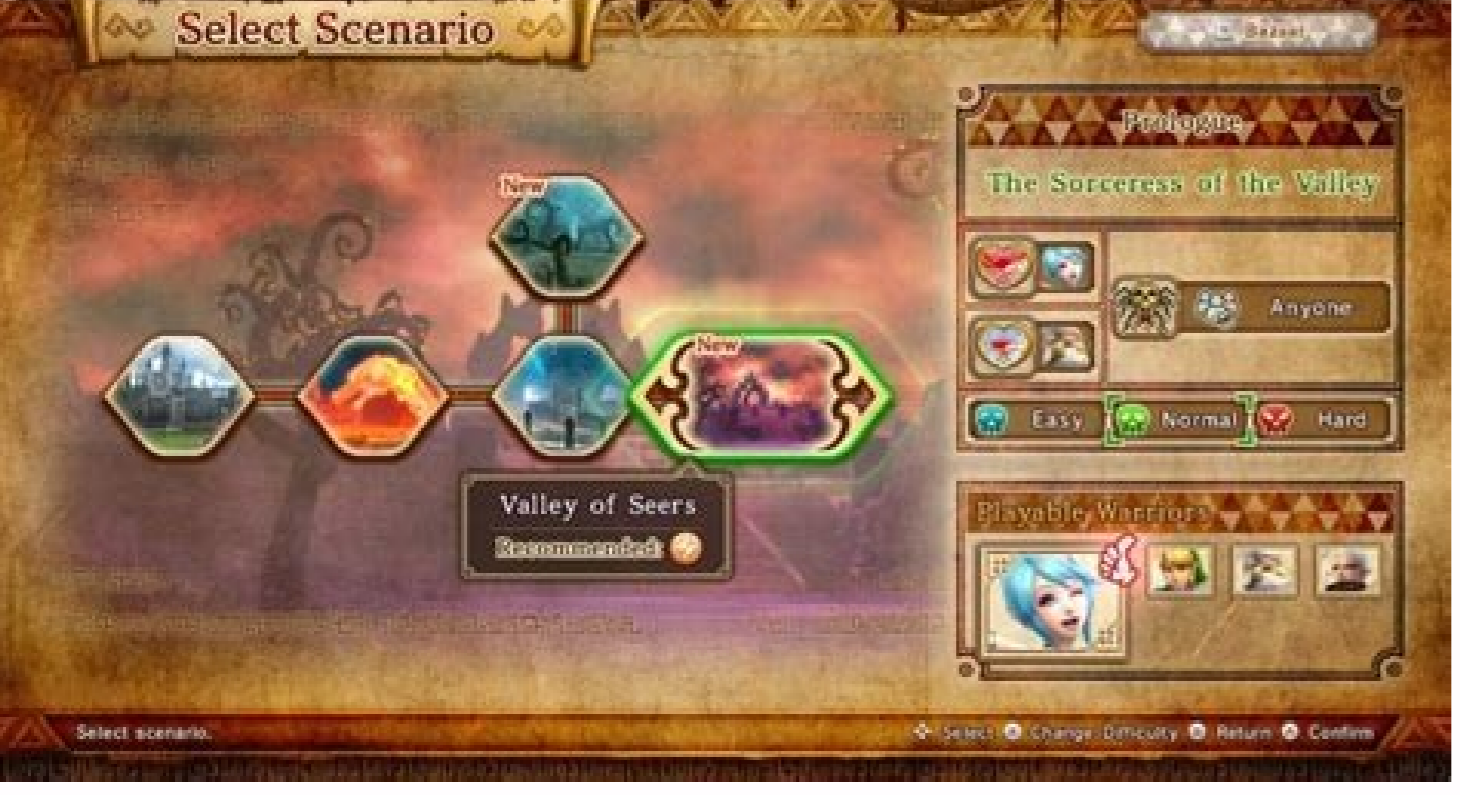 Select Scenario
Bazaar
Prologue
The Sorceress of the Valley
New
Anyone
New
Easy
Normal
Hard
Valley of Seers
Recommended:
Playable Warriors
Select scenario.
Select Change Difficulty Return Confirm